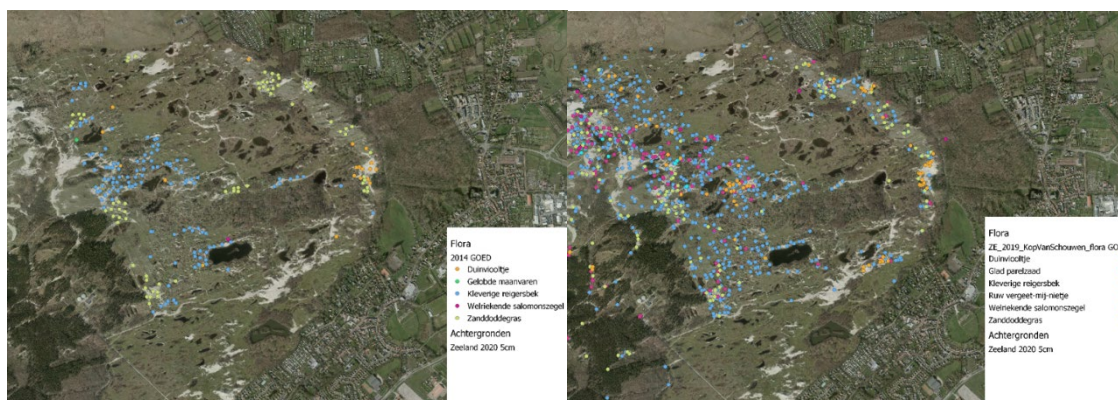 Flora
2014 GOED
Duinviooltje
Gelobde maanvaren
Kleverige reigersbek
Welriekende salomonszegel
Zanddoddegras
Achtergronden
Zeeland 2020 5cm
Flora
ZE_2019_KopVanSchouwen_flora GO
Duinviooltje
Glad parelzaad
Kleverige reigersbek
Ruw vergeet-mij-nietje
Welriekende salomonszegel
Zanddoddegras
Achtergronden
Zeeland 2020 5cm